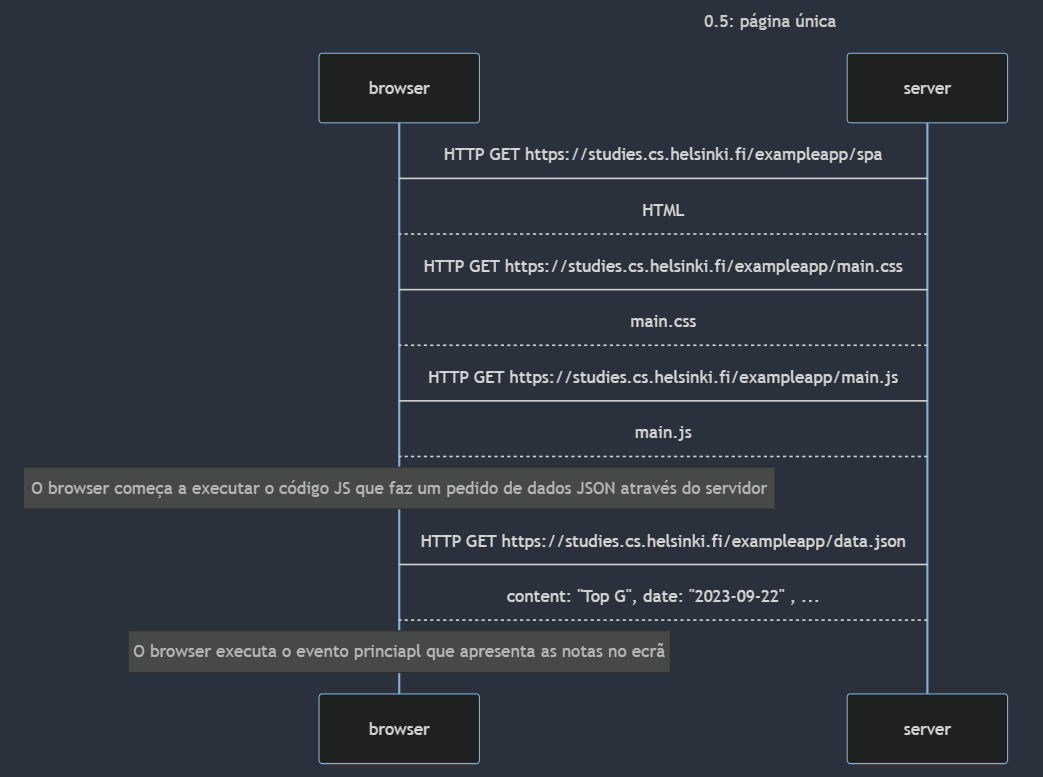 0.5: página única
browser
server
HTTP GET https://studies.cs.helsinki.fi/exampleapp/spa
HTML
HTTP GET https://studies.cs.helsinki.fi/exampleapp/main.css
main.css
HTTP GET https://studies.cs.helsinki.fi/exampleapp/main.js
main.js
O browser começa a executar o código JS que faz um pedido de dados JSON através do servidor
HTTP GET https://studies.cs.helsinki.fi/exampleapp/data.json
content: "Top G", date: "2023-09-22" , ...
O browser executa o evento princiapl que apresenta as notas no ecrã
browser
server